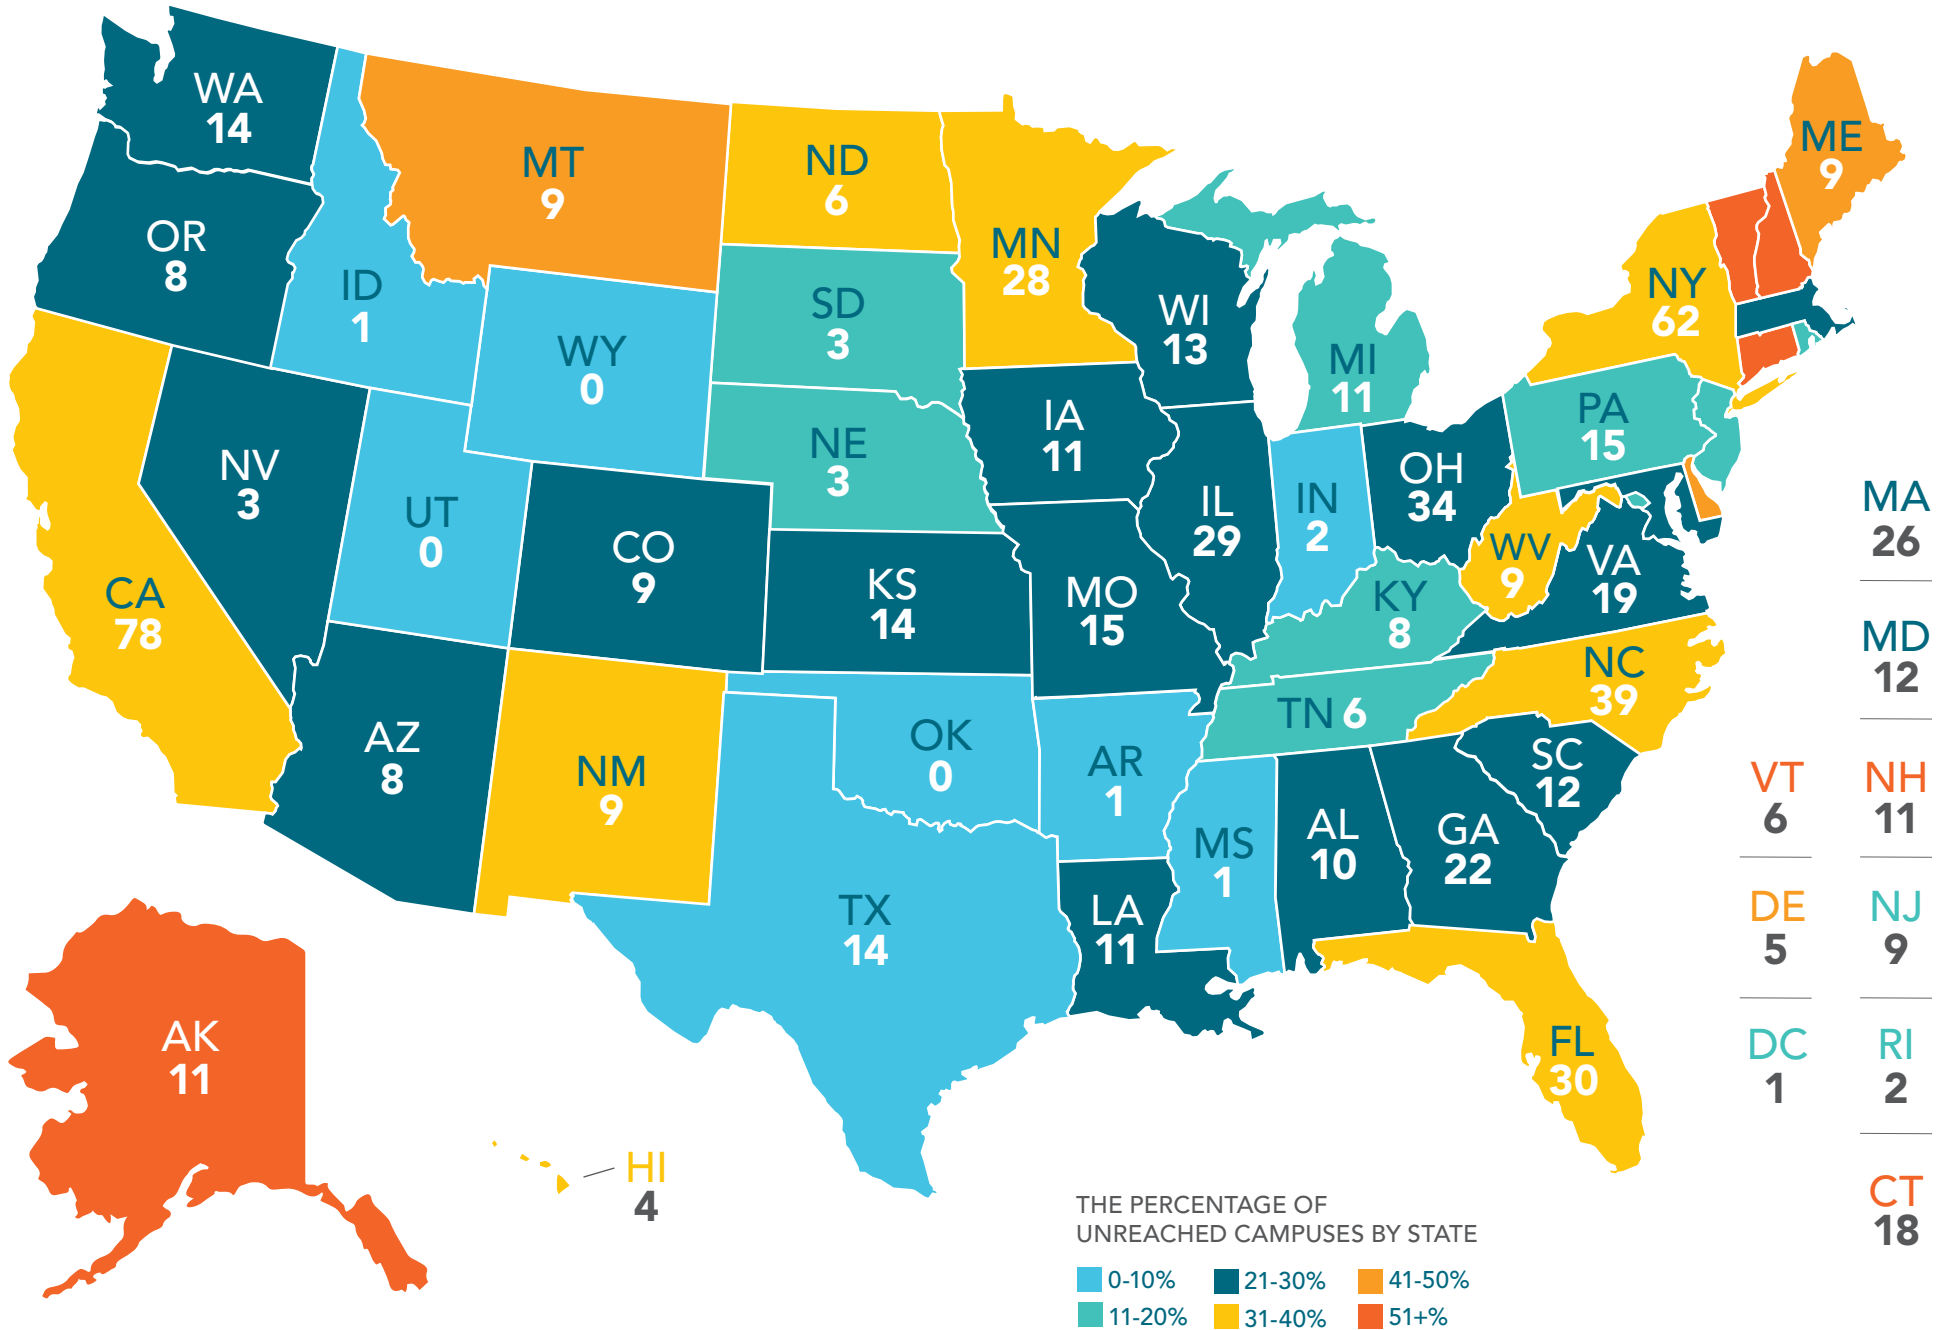 WA
14
OR
8
ID
1
MT
9
ND
6
MN
28
SD
3
WY
0
NE
3
WI
13
MI
11
NY
62
ME
9
PA
15
IA
11
NV
3
UT
0
CO
9
CA
78
KS
14
MO
15
IL
29
IN
2
OH
34
WV
9
VA
19
KY
8
NC
39
TN 6
SC
12
AZ
8
NM
9
OK
0
AR
1
MS
1
AL
10
GA
22
TX
14
LA
11
FL
30
AK
11
HI
4
MA
26
MD
12
VT
6
NH
11
DE
5
NJ
9
DC
1
RI
2
CT
18
THE PERCENTAGE OF
UNREACHED CAMPUSES BY STATE
0-10%
21-30%
41-50%
11-20%
31-40%
51+%